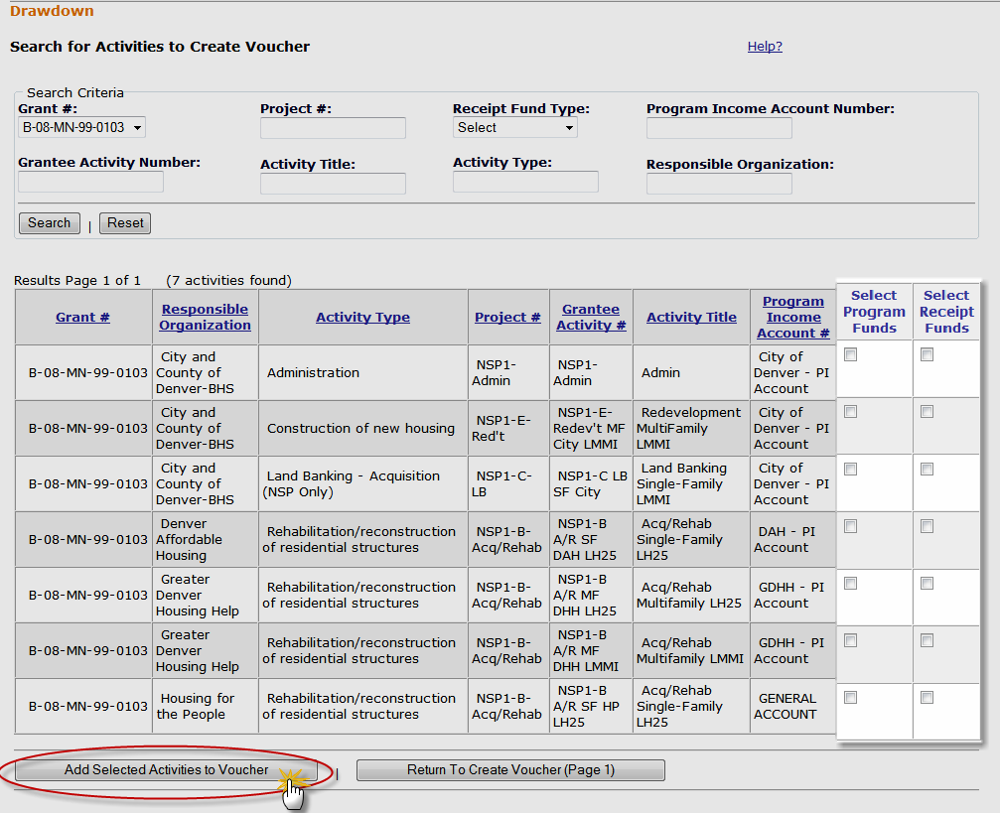 Drawdown
Search for Activities to Create Voucher
Help?
Search Criteria
Grant #:
Project #:
Receipt Fund Type:
Program Income Account Number:
B-08-MN-99-0103
Select
Grantee Activity Number:
Activity Title:
Activity Type:
Responsible Organization:
Search | Reset
Results Page 1 of 1 (7 activities found)
Grant #
Responsible
Organization
Activity Type
Project #
Grantee
Activity #
Activity Title
Program
Income
Account #
Select
Program
Funds
Select
Receipt
Funds
B-08-MN-99-0103
City and
County of
Denver-BHS
Administration
NSP1-
Admin
NSP1-
Admin
Admin
City of
Denver - PI
Account
B-08-MN-99-0103
City and
County of
Denver-BHS
Construction of new housing
NSP1-E-
Red't
NSP1-E-
Redev't MF
City LMMI
Redevelopment
MultiFamily
LMMI
City of
Denver - PI
Account
B-08-MN-99-0103
City and
County of
Denver-BHS
Land Banking - Acquisition
(NSP Only)
NSP1-C-
LB
NSP1-C LB
SF City
Land Banking
Single-Family
LMMI
City of
Denver - PI
Account
B-08-MN-99-0103
Denver
Affordable
Housing
Rehabilitation/reconstruction
of residential structures
NSP1-B-
Acq/Rehab
NSP1-B
A/R SF
DAH LH25
Acq/Rehab
Single-Family
LH25
DAH - PI
Account
B-08-MN-99-0103
Greater
Denver
Housing Help
Rehabilitation/reconstruction
of residential structures
NSP1-B-
Acq/Rehab
NSP1-B
A/R MF
DHH LH25
Acq/Rehab
Multifamily LH25
GDHH - PI
Account
B-08-MN-99-0103
Greater
Denver
Housing Help
Rehabilitation/reconstruction
of residential structures
NSP1-B-
Acq/Rehab
NSP1-B
A/R MF
DHH LMMI
Acq/Rehab
Multifamily LMMI
GDHH - PI
Account
B-08-MN-99-0103
Housing for
the People
Rehabilitation/reconstruction
of residential structures
NSP1-B-
Acq/Rehab
NSP1-B
A/R SF HP
LH25
Acq/Rehab
Single-Family
LH25
GENERAL
ACCOUNT
Add Selected Activities to Voucher | Return To Create Voucher (Page 1)